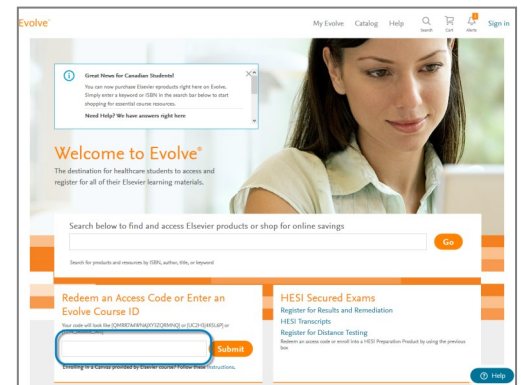 Evolve®
My Evolve Catalog Help Search Cart Alerts Sign in
Great News for Canadian Students!
You can now purchase Elsevier eproducts right here on Evolve.
Simply enter a keyword or ISBN in the search bar below to start
shopping for essential course resources.
Need Help? We have answers right here
Welcome to Evolve®
The destination for healthcare students to access and
register for all of their Elsevier learning materials.
Search below to find and access Elsevier products or shop for online savings
Go
Search for products and resources by ISBN, author, title, or keyword
Redeem an Access Code or Enter an
Evolve Course ID
Your code will look like
or
Submit
Enrolling in a Canvas provided by Elsevier course? Follow these instructions.
HESI Secured Exams
Register for Results and Remediation
HESI Transcripts
Register for Distance Testing
Redeem an access code or enroll into a HESI Preparation Product by using the previous
box
Help